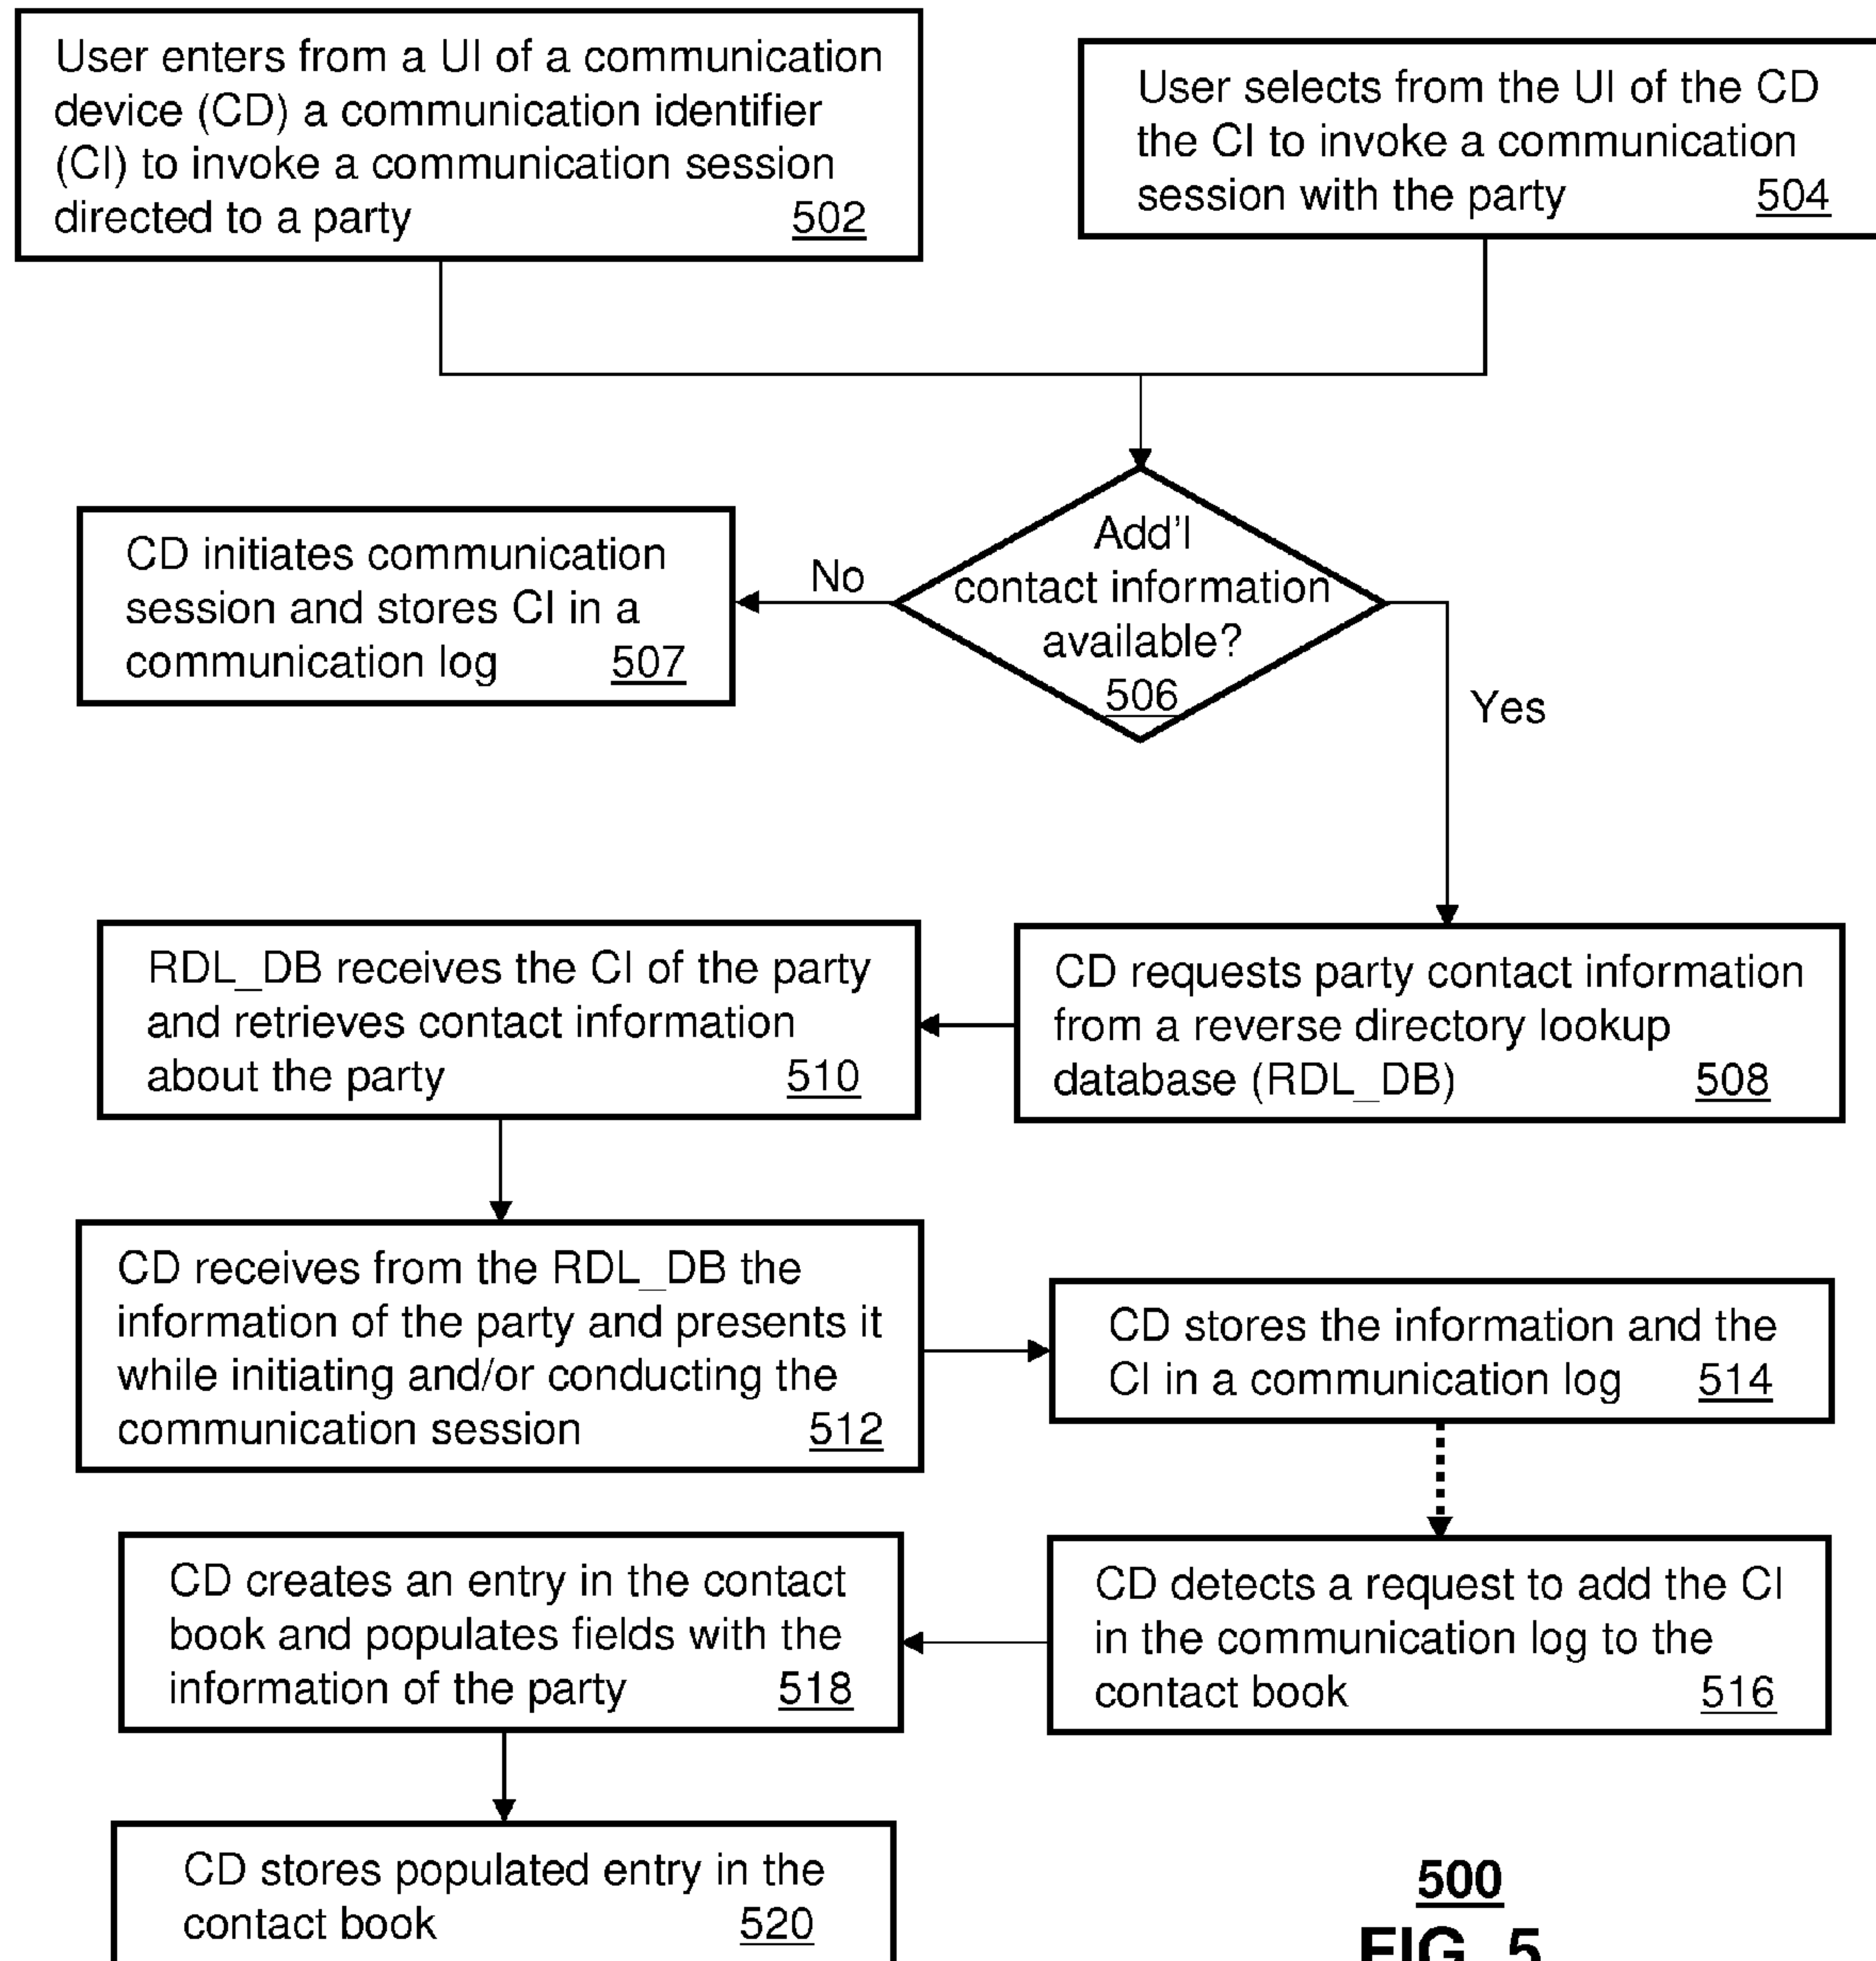 User enters from a UI of a communication
device (CD) a communication identifier
(CI) to invoke a communication session
directed to a party 502
User selects from the UI of the CD
the CI to invoke a communication
session with the party 504
Add'l
contact information
available?
506
No
Yes
CD initiates communication
session and stores CI in a
communication log 507
CD requests party contact information
from a reverse directory lookup
database (RDL_DB) 508
RDL_DB receives the CI of the party
and retrieves contact information
about the party 510
CD receives from the RDL_DB the
information of the party and presents it
while initiating and/or conducting the
communication session 512
CD stores the information and the
CI in a communication log 514
CD detects a request to add the CI
in the communication log to the
contact book 516
CD creates an entry in the contact
book and populates fields with the
information of the party 518
CD stores populated entry in the
contact book 520
500
FIG. 5